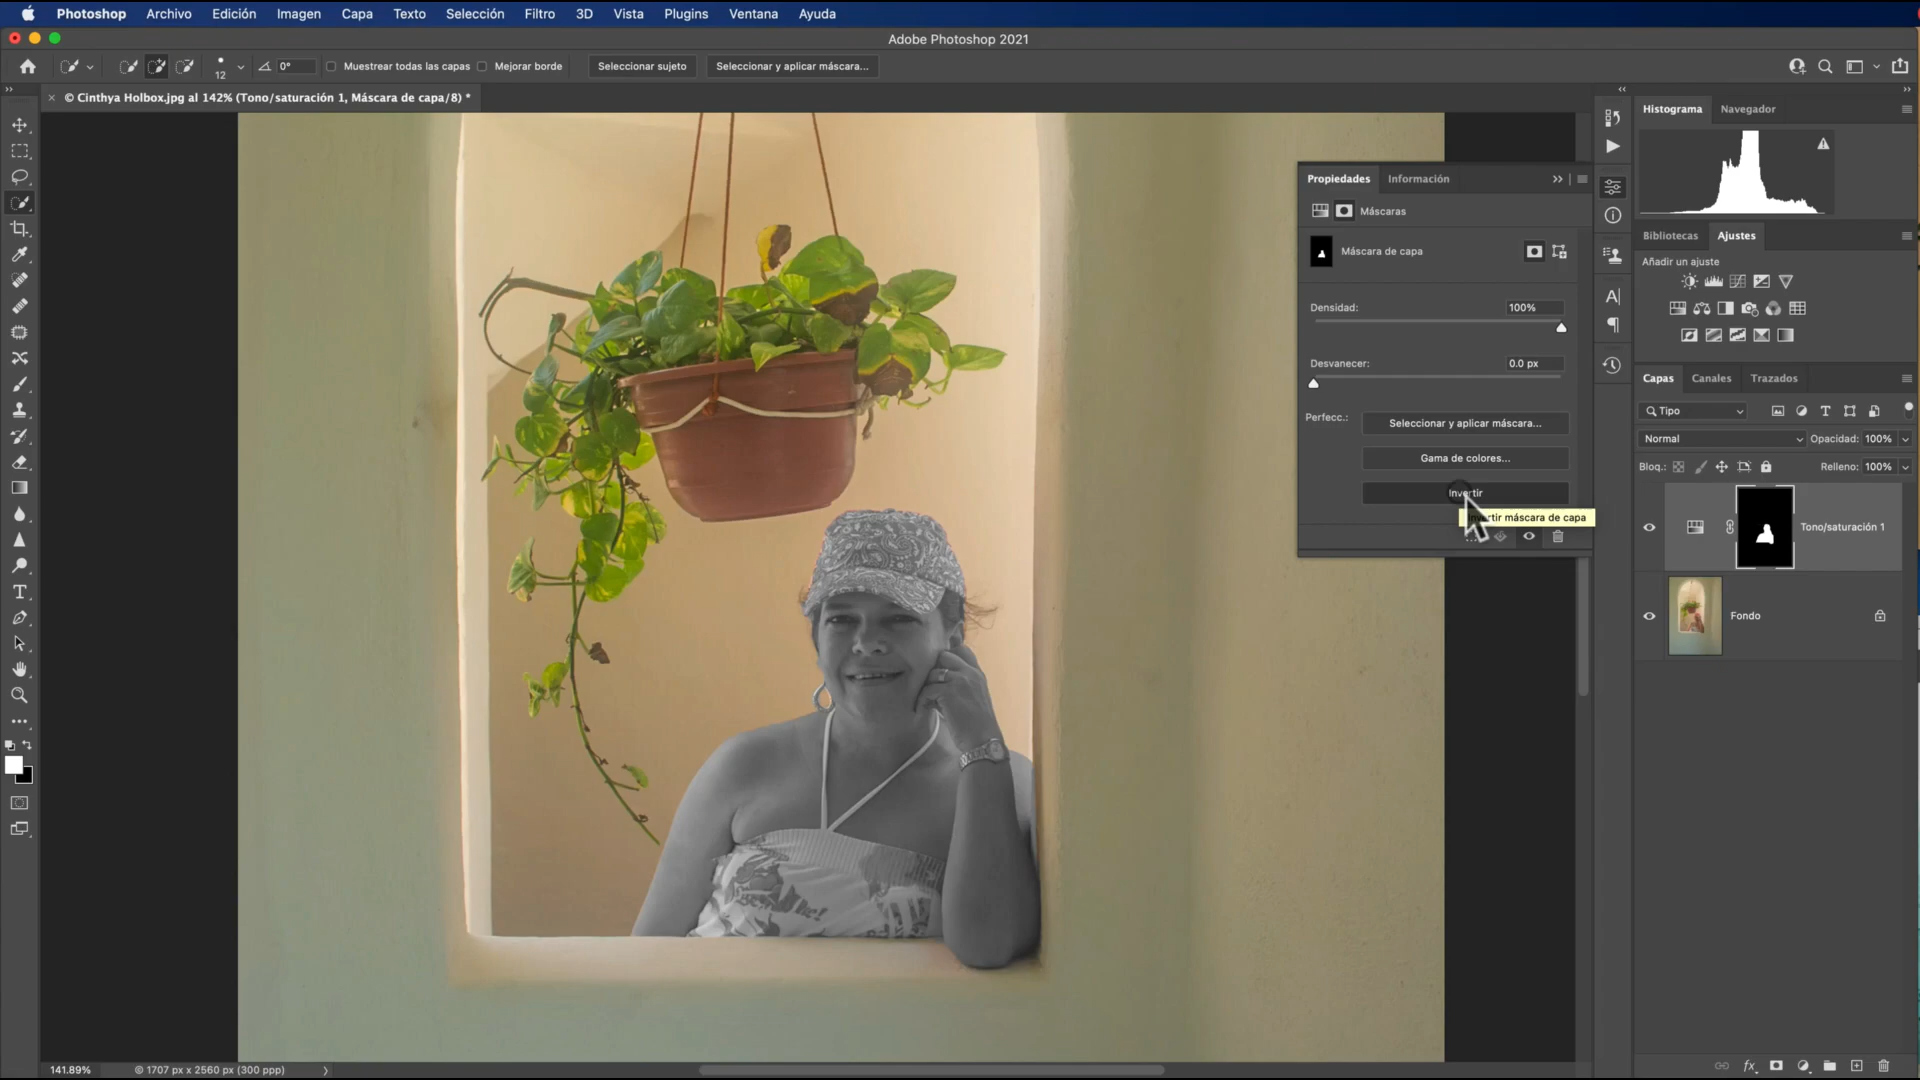 Photoshop Archivo Edición Imagen Capa Texto Selección Filtro 3D Vista Plugins Ventana Ayuda
Adobe Photoshop 2021
12 0° Muestrear todas las capas Mejorar borde Seleccionar sujeto Seleccionar y aplicar máscara...
× © Cinthya Holbox.jpg al 142% (Tono/saturación 1, Máscara de capa/8) *
Histograma Navegador
Propiedades Información
Máscaras
Máscara de capa
Densidad: 100%
Desvanecer: 0.0 px
Perfecc.: Seleccionar y aplicar máscara...
Gama de colores...
Invertir
Invertir máscara de capa
Bibliotecas Ajustes
Añadir un ajuste
Capas Canales Trazados
Tipo
Normal Opacidad: 100%
Bloq.: Relleno: 100%
Tono/saturación 1
Fondo
141.89% © 1707 px x 2560 px (300 ppp)